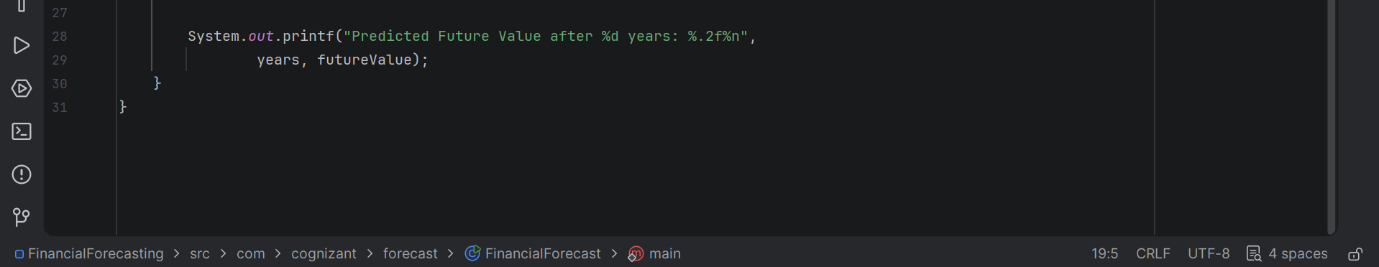 27
28 System.out.printf("Predicted Future Value after %d years: %.2f%n",
29 years, futureValue);
30 }
31 }
FinancialForecasting > src > com > cognizant > forecast > FinancialForecast > main 19:5 CRLF UTF-8 4 spaces